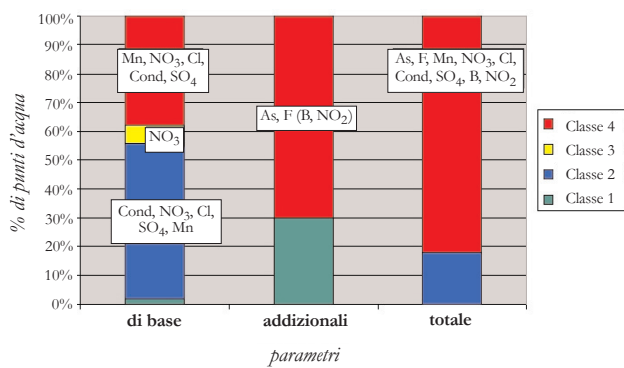 % di punti d'acqua
100%
90%
80%
70%
60%
50%
40%
30%
20%
10%
0%
Mn, NO3, Cl,
Cond, SO4
NO3
Cond, NO3, Cl,
SO4, Mn
As, F (B, NO2)
As, F, Mn, NO3, Cl,
Cond, SO4, B, NO2
di base
addizionali
totale
parametri
Classe 4
Classe 3
Classe 2
Classe 1